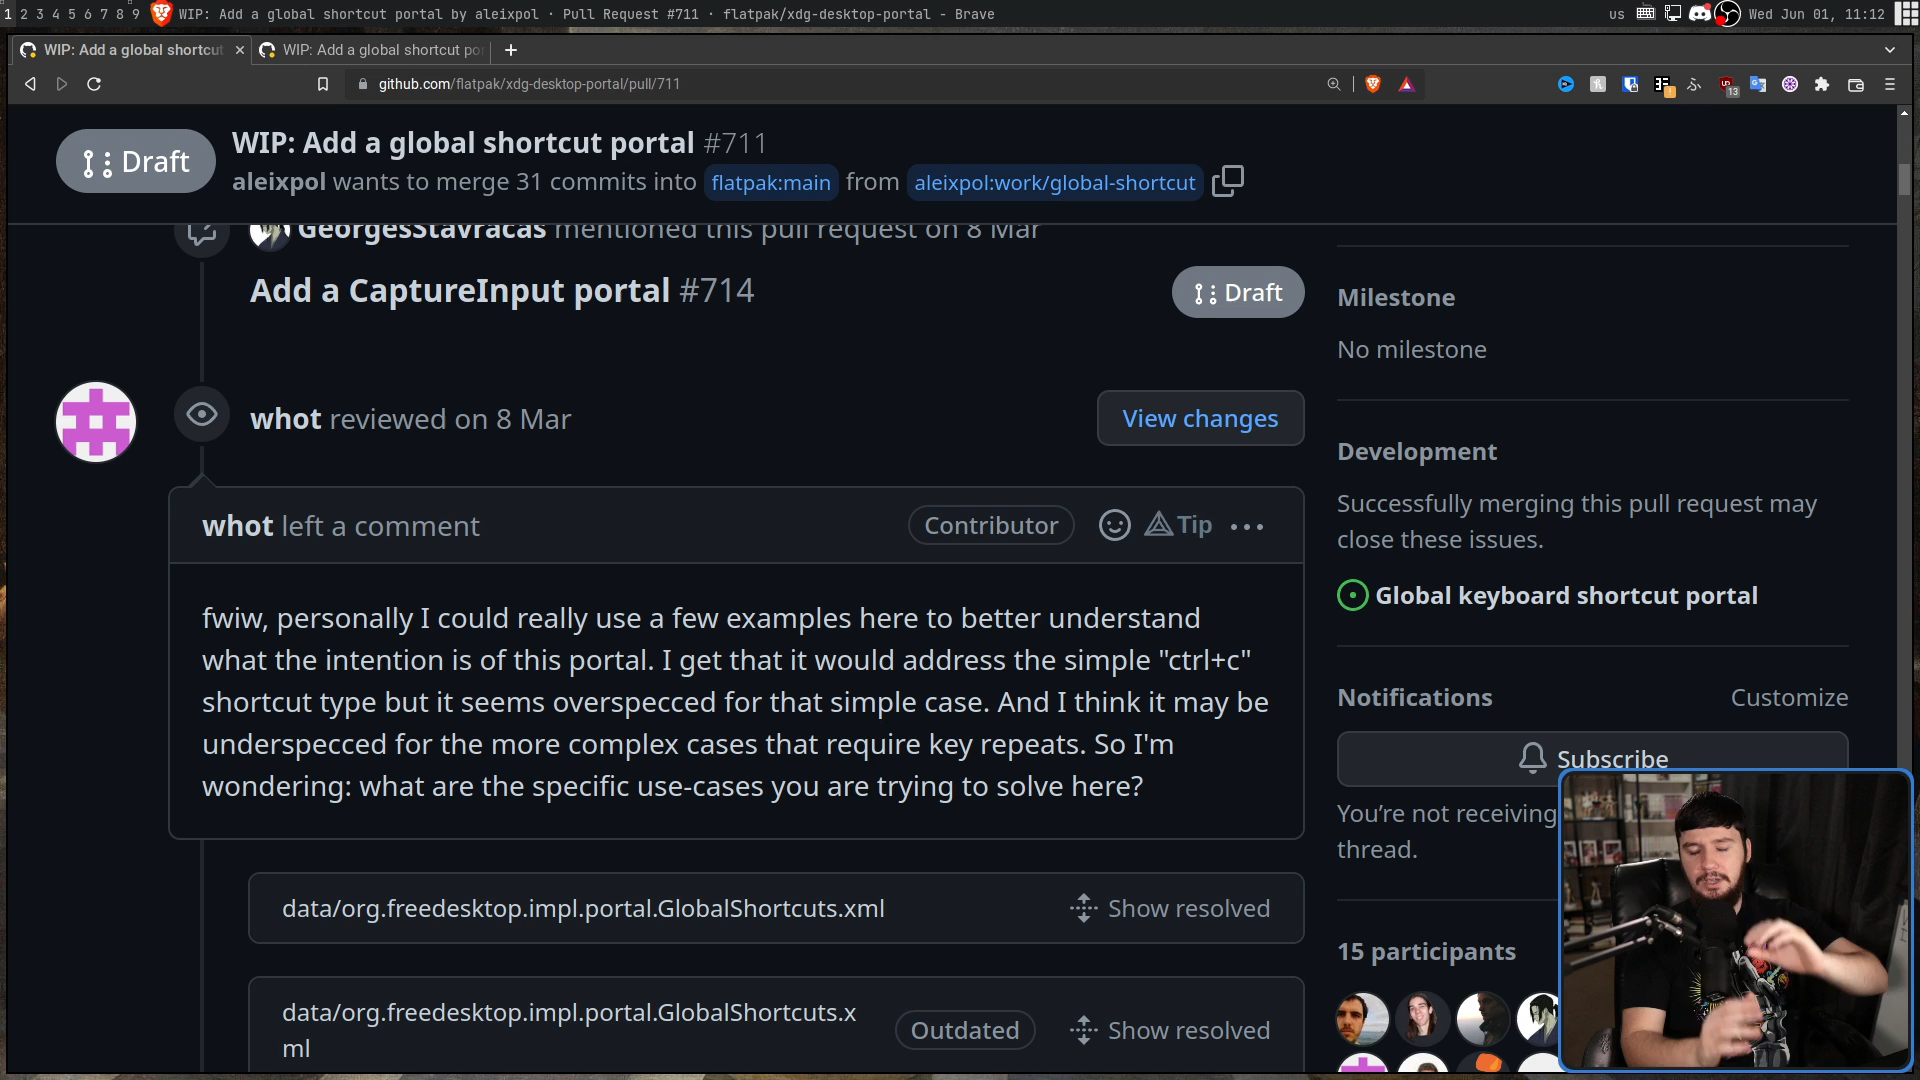 1 2 3 4 5 6 7 8 9 WIP: Add a global shortcut portal by aleixpol · Pull Request #711 · flatpak/xdg-desktop-portal - Brave us Wed Jun 01, 11:12
WIP: Add a global shortcut WIP: Add a global shortcut por
github.com/flatpak/xdg-desktop-portal/pull/711 13
Draft
WIP: Add a global shortcut portal #711
aleixpol wants to merge 31 commits into flatpak:main from aleixpol:work/global-shortcut
GeorgesStavracas mentioned this pull request on 8 Mar
Add a CaptureInput portal #714
Draft
whot reviewed on 8 Mar
View changes
whot left a comment
Contributor
Tip
fwiw, personally I could really use a few examples here to better understand
what the intention is of this portal. I get that it would address the simple "ctrl+c"
shortcut type but it seems overspecced for that simple case. And I think it may be
underspecced for the more complex cases that require key repeats. So I'm
wondering: what are the specific use-cases you are trying to solve here?
data/org.freedesktop.impl.portal.GlobalShortcuts.xml Show resolved
data/org.freedesktop.impl.portal.GlobalShortcuts.x
ml
Outdated Show resolved
Milestone
No milestone
Development
Successfully merging this pull request may
close these issues.
Global keyboard shortcut portal
Notifications Customize
Subscribe
You're not receiving
thread.
15 participants